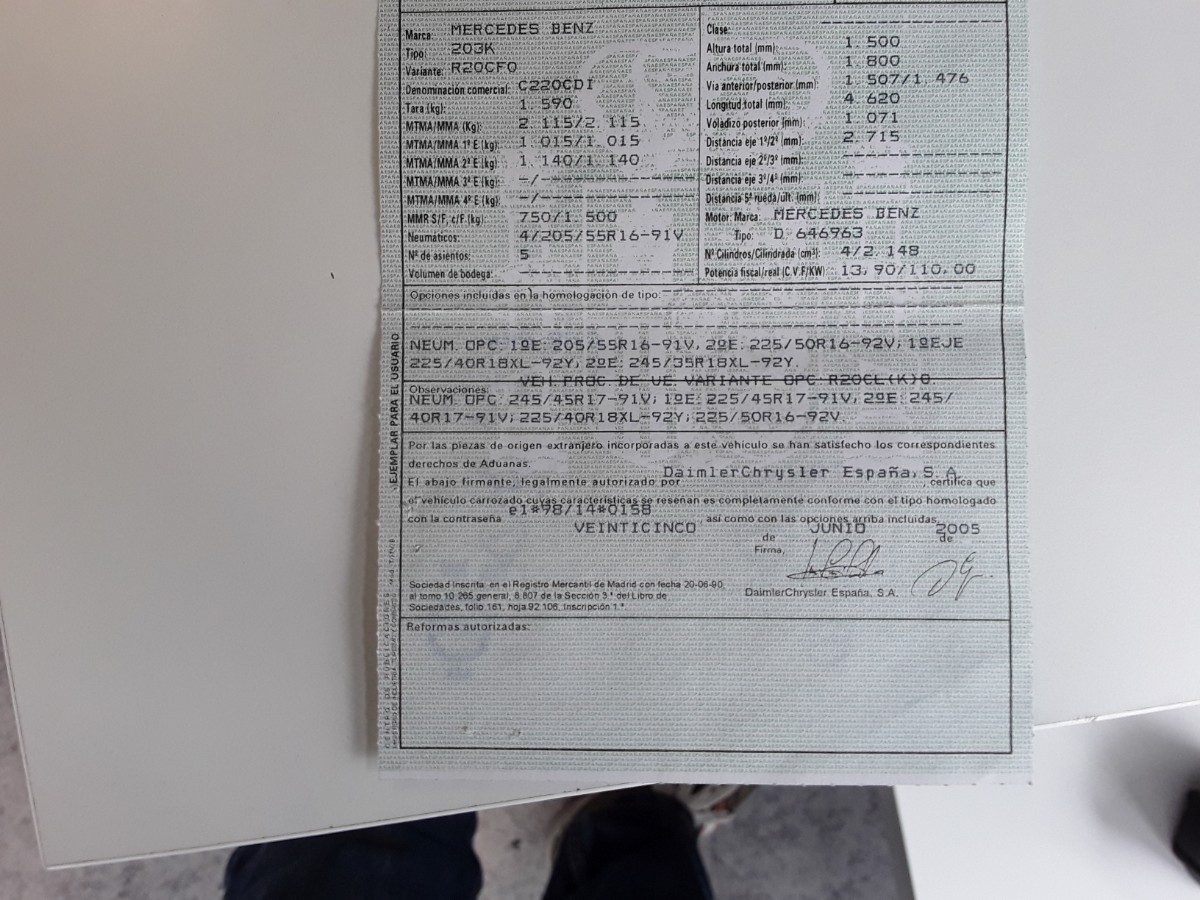 Marca: MERCEDES BENZ
Tipo: 203K
Variante: R20CF0
Denominación comercial: C220CDI
Tara (kg): 1. 590
MTMA/MMA (Kg): 2. 115/2. 115
MTMA/MMA 1º E (kg): 1. 015/1. 015
MTMA/MMA 2º E (kg): 1. 140/1. 140
MTMA/MMA 3º E (kg): -/-
MTMA/MMA 4º E (kg): -/-
MMR S/F, c/F (kg): 750/1. 500
Neumáticos: 4/205/55R16-91V
Nº de asientos: 5
Volumen de bodega:
Clase:
Altura total (mm): 1. 500
Anchura total (mm): 1. 800
Via anterior/posterior (mm): 1. 507/1. 476
Longitud total (mm): 4. 620
Voladizo posterior (mm): 1. 071
Distancia eje 1º/2º (mm): 2. 715
Distancia eje 2º/3º (mm):
Distancia eje 3º/4º (mm):
Distancia 5ª rueda/últ. (mm):
Motor: Marca: MERCEDES BENZ
Tipo: D 646963
Nº Cilindros/Cilindrada (cm³): 4/2. 148
Potencia fiscal/real (C.V.F/KW): 13, 90/110, 00
Opciones incluidas en la homologación de tipo:
NEUM. OPC: 1ºE: 205/55R16-91V, 2ºE: 225/50R16-92V; 1ºEJE
225/40R18XL-92Y, 2ºE: 245/35R18XL-92Y.
VEH. PROC. DE UE. VARIANTE OPC: R20CL(K)0.
Observaciones:
NEUM. OPC: 245/45R17-91V; 1ºE: 225/45R17-91V, 2ºE: 245/
40R17-91V; 225/40R18XL-92Y; 225/50R16-92V.
Por las piezas de origen extranjero incorporadas a este vehículo se han satisfecho los correspondientes
derechos de Aduanas.
El abajo firmante, legalmente autorizado por DaimlerChrysler España, S. A. , certifica que
el vehículo carrozado cuyas características se reseñan es completamente conforme con el tipo homologado
con la contraseña e1*98/14*0158 , así como con las opciones arriba incluidas.
VEINTICINCO de JUNIO de 2005
Firma,
DaimlerChrysler España, S.A.
Sociedad inscrita en el Registro Mercantil de Madrid con fecha 20-06-90,
al tomo 10 265 general, 8.807 de la Sección 3.ª del Libro de
Sociedades, folio 161, hoja 92 106, inscripción 1.ª
Reformas autorizadas:
EJEMPLAR PARA EL USUARIO